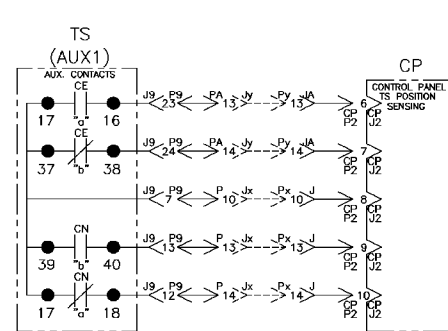 TS
(AUX1)
AUX. CONTACTS
CP
CONTROL PANEL
TS POSITION
SENSING
CE
17 "a" 16
J9 P9 PA Jy Py JA
23 13 13 6
CP CP
P2 J2
CE
37 "b" 38
J9 P9 PA Jy Py JA
24 14 14 7
CP CP
P2 J2
J9 P9 P Jx Px J
7 10 10 8
CP CP
P2 J2
CN
39 "b" 40
J9 P9 P Jx Px J
13 13 13 9
CP CP
P2 J2
CN
17 "a" 18
J9 P9 P Jx Px J
12 14 14 10
CP CP
P2 J2